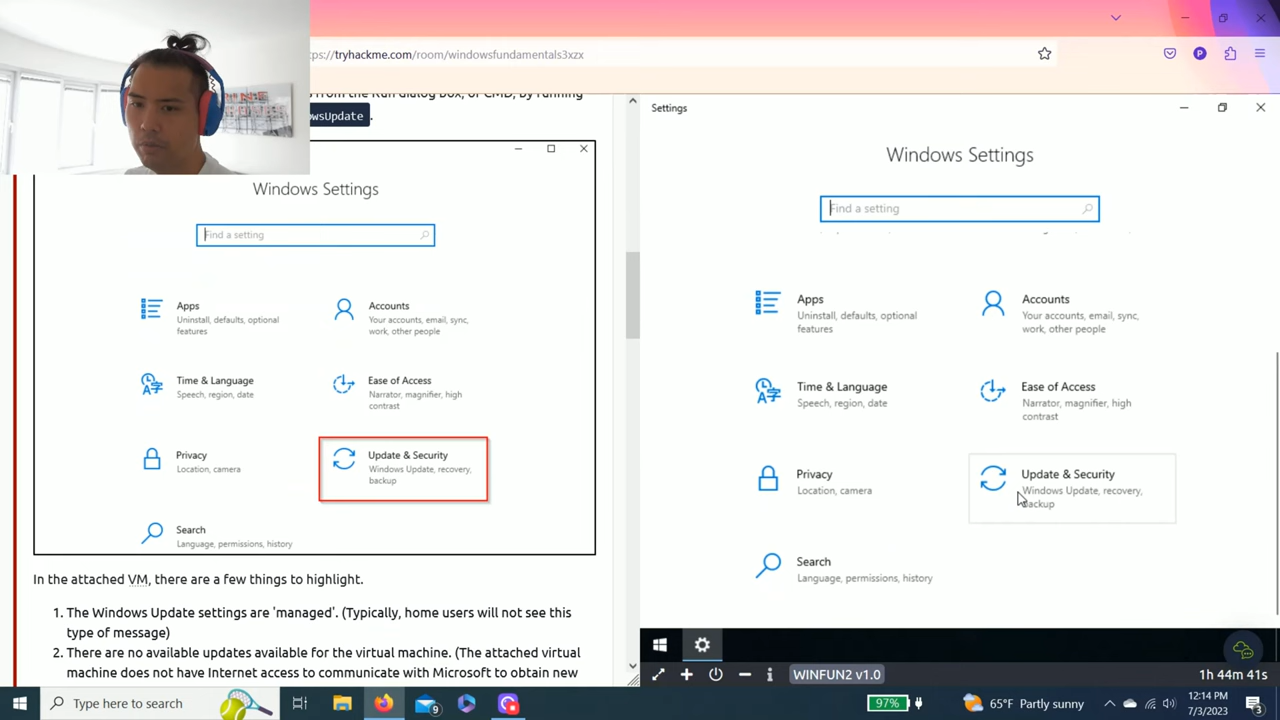 ps://tryhackme.com/room/windowsfundamentals3xzx
from the Run dialog box, or CMD, by running
wsUpdate .
Windows Settings
Find a setting
Apps
Uninstall, defaults, optional
features
Accounts
Your accounts, email, sync,
work, other people
Time & Language
Speech, region, date
Ease of Access
Narrator, magnifier, high
contrast
Privacy
Location, camera
Update & Security
Windows Update, recovery,
backup
Search
Language, permissions, history
In the attached VM, there are a few things to highlight.
1. The Windows Update settings are 'managed'. (Typically, home users will not see this
type of message)
2. There are no available updates available for the virtual machine. (The attached virtual
machine does not have Internet access to communicate with Microsoft to obtain new
P
Settings
Windows Settings
Find a setting
Apps
Uninstall, defaults, optional
features
Accounts
Your accounts, email, sync,
work, other people
Time & Language
Speech, region, date
Ease of Access
Narrator, magnifier, high
contrast
Privacy
Location, camera
Update & Security
Windows Update, recovery,
backup
Search
Language, permissions, history
WINFUN2 v1.0
1h 44m 41s
Type here to search
9
97%
65°F Partly sunny
12:14 PM
7/3/2023
3